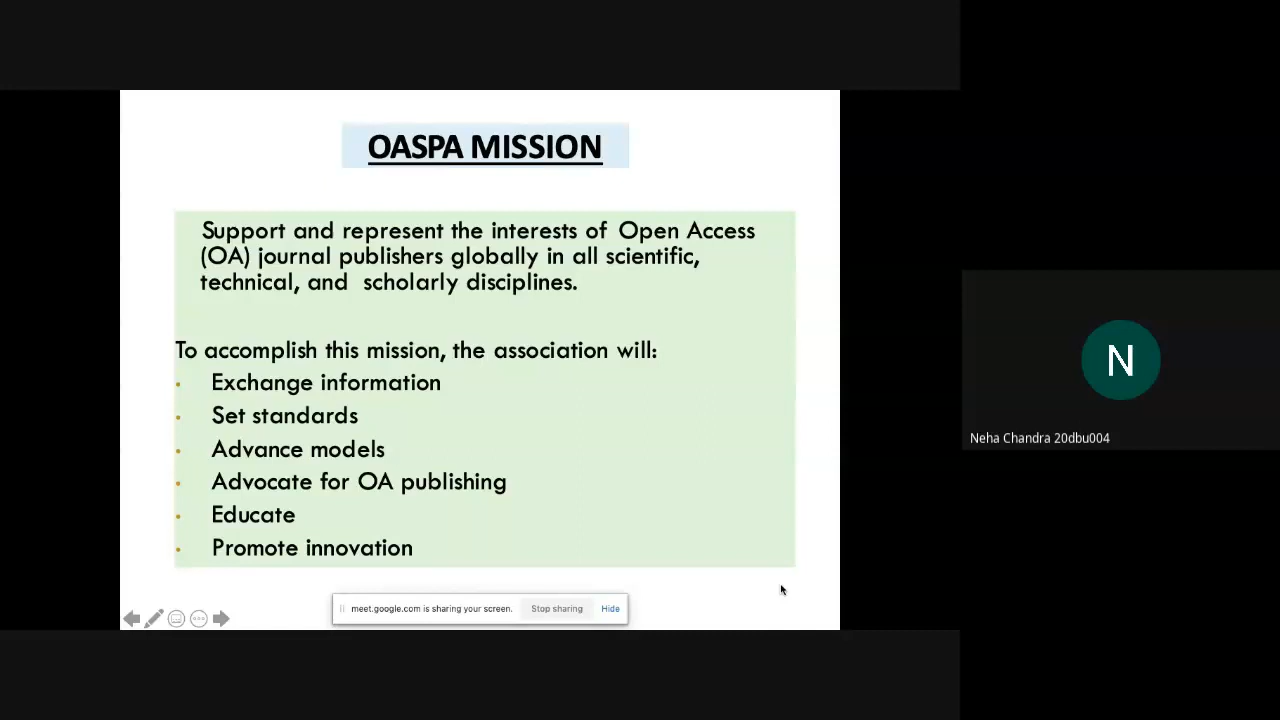 OASPA MISSION
Support and represent the interests of Open Access
(OA) journal publishers globally in all scientific,
technical, and scholarly disciplines.
To accomplish this mission, the association will:
• Exchange information
• Set standards
• Advance models
• Advocate for OA publishing
• Educate
• Promote innovation
meet.google.com is sharing your screen. Stop sharing Hide
N
Neha Chandra 20dbu004